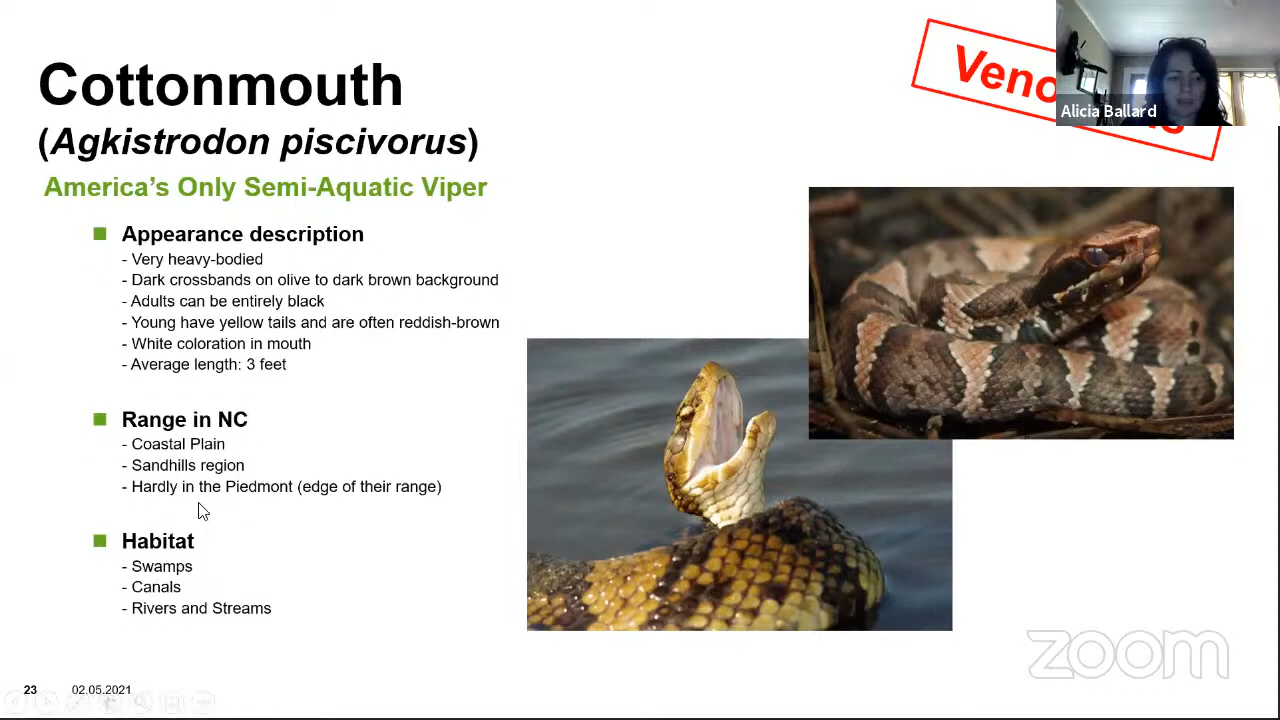 Cottonmouth
(Agkistrodon piscivorus)
America's Only Semi-Aquatic Viper
Appearance description
- Very heavy-bodied
- Dark crossbands on olive to dark brown background
- Adults can be entirely black
- Young have yellow tails and are often reddish-brown
- White coloration in mouth
- Average length: 3 feet
Range in NC
- Coastal Plain
- Sandhills region
- Hardly in the Piedmont (edge of their range)
Habitat
- Swamps
- Canals
- Rivers and Streams
Alicia Ballard
zoom
23 02.05.2021